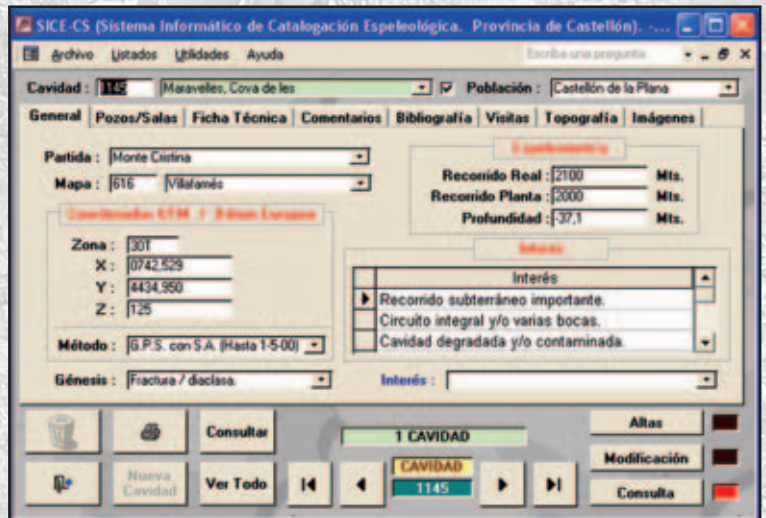 SICE-CS (Sistema Informático de Catalogación Espeleológica. Provincia de Castellón). -...
Archivo Listados Utilidades Ayuda Escriba una pregunta
Cavidad : 1145 Maravelles, Cova de les Población : Castellón de la Plana
General Pozos/Salas Ficha Técnica Comentarios Bibliografía Visitas Topografía Imágenes
Partida : Monte Cristina
Mapa : 616 Villafamés
Espeleometría
Recorrido Real : 2100 Mts.
Recorrido Planta : 2000 Mts.
Profundidad : -37,1 Mts.
Coordenadas UTM / Datum Europeo
Zona : 30T
X : 0742,529
Y : 4434,950
Z : 125
Método : G.P.S. con S.A. (Hasta 1-5-00)
Interés
Interés
Recorrido subterráneo importante.
Circuito integral y/o varias bocas.
Cavidad degradada y/o contaminada.
Génesis : Fractura / diaclasa.
Interés :
Consultar
1 CAVIDAD
Altas
Nueva Cavidad
Ver Todo
CAVIDAD
1145
Modificación
Consulta